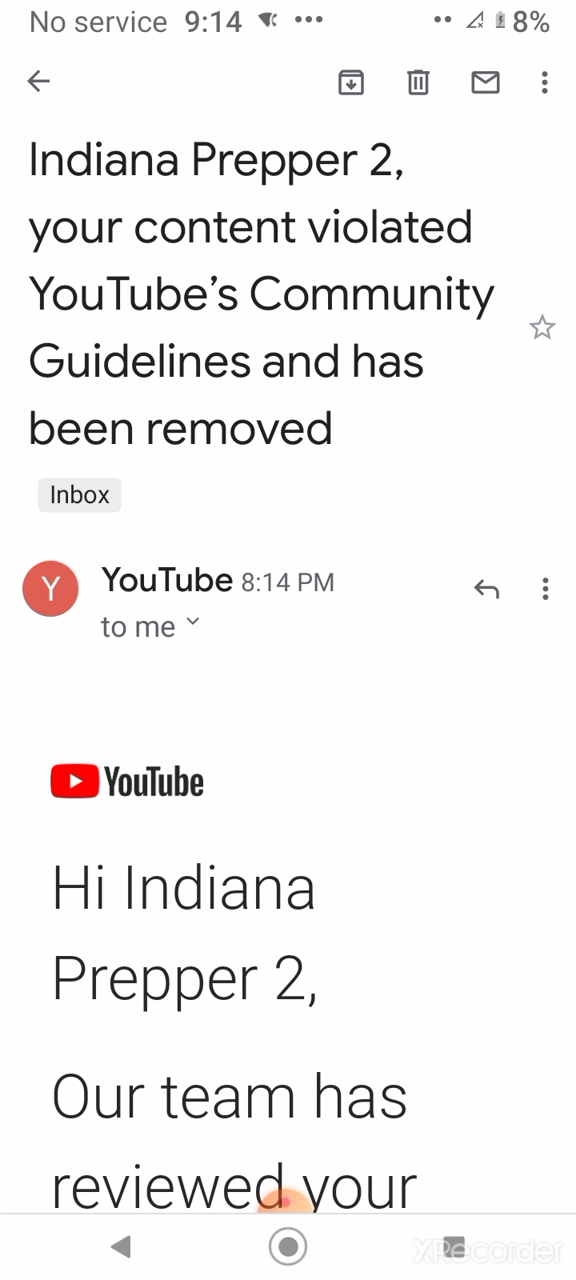 No service 9:14 ••• •• 8%
Indiana Prepper 2,
your content violated
YouTube’s Community
Guidelines and has
been removed
Inbox
Y YouTube 8:14 PM
to me
YouTube
Hi Indiana
Prepper 2,
Our team has
reviewed your
XRecorder